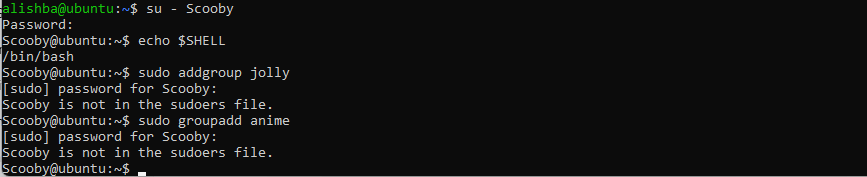 alishba@ubuntu:~$ su - Scooby
Password:
Scooby@ubuntu:~$ echo $SHELL
/bin/bash
Scooby@ubuntu:~$ sudo addgroup jolly
[sudo] password for Scooby:
Scooby is not in the sudoers file.
Scooby@ubuntu:~$ sudo groupadd anime
[sudo] password for Scooby:
Scooby is not in the sudoers file.
Scooby@ubuntu:~$